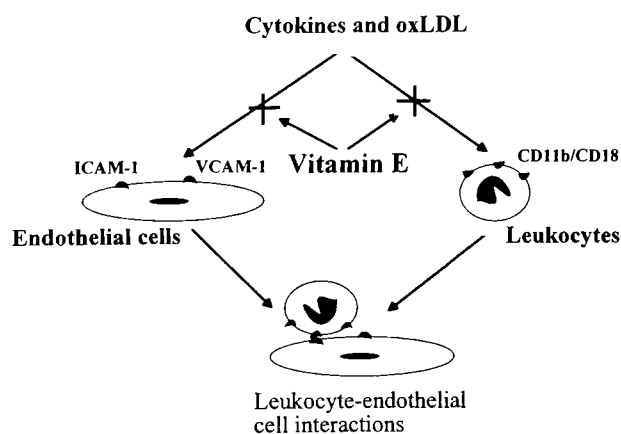 Cytokines and oxLDL
ICAM-1
VCAM-1
Vitamin E
CD11b/CD18
Endothelial cells
Leukocytes
Leukocyte-endothelial
cell interactions